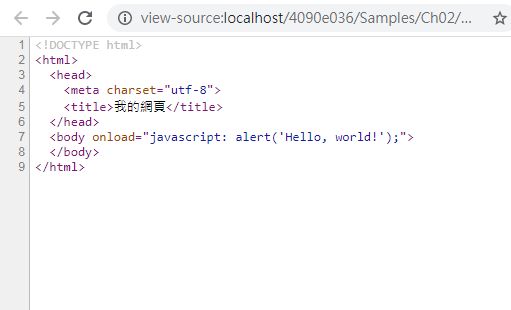 view-source:localhost/4090e036/Samples/Ch02/...
1 <!DOCTYPE html>
2 <html>
3 <head>
4 <meta charset="utf-8">
5 <title>我的網頁</title>
6 </head>
7 <body onload="javascript: alert('Hello, world!');">
8 </body>
9 </html>